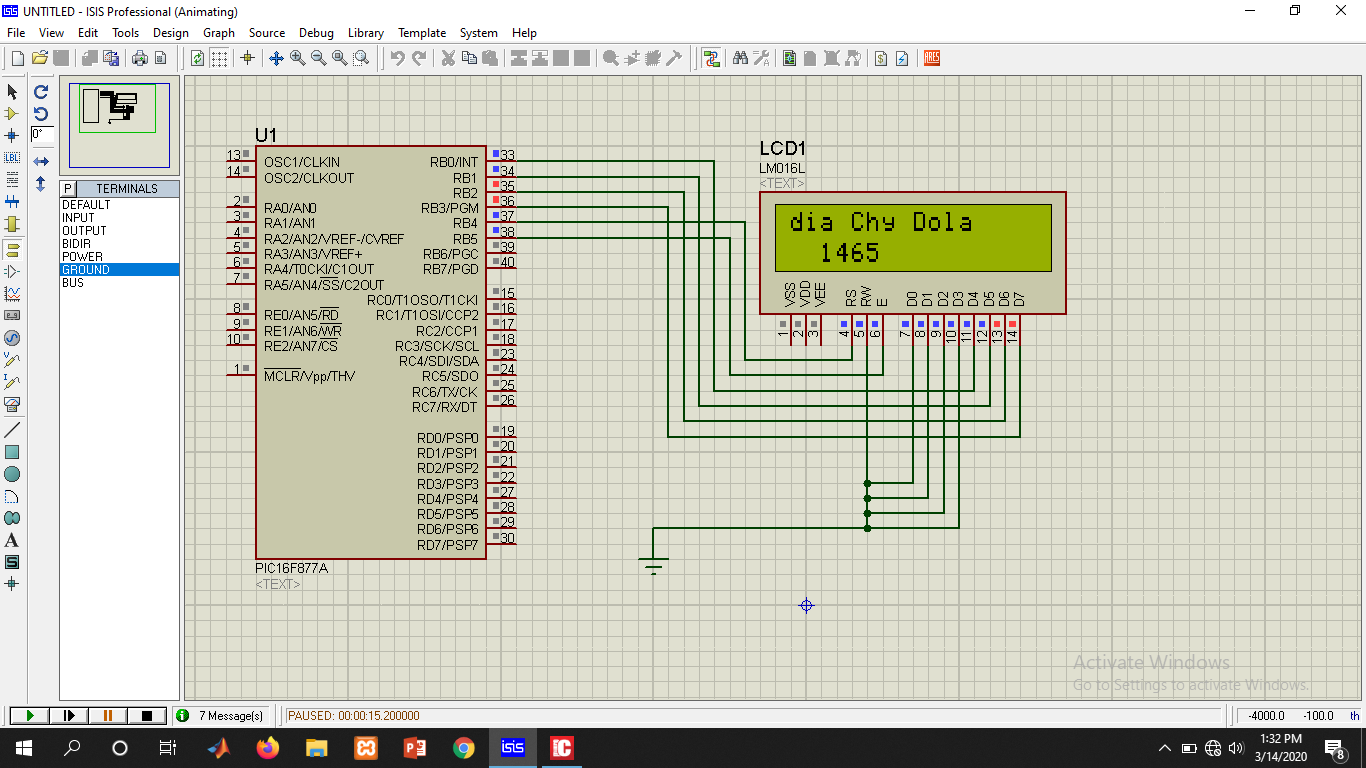 UNTITLED - ISIS Professional (Animating)
File View Edit Tools Design Graph Source Debug Library Template System Help
ARES
0°
LBL
P TERMINALS
DEFAULT
INPUT
OUTPUT
BIDIR
POWER
GROUND
BUS
U1
13 OSC1/CLKIN
14 OSC2/CLKOUT
2 RA0/AN0
3 RA1/AN1
4 RA2/AN2/VREF-/CVREF
5 RA3/AN3/VREF+
6 RA4/T0CKI/C1OUT
7 RA5/AN4/SS/C2OUT
8 RE0/AN5/RD
9 RE1/AN6/WR
10 RE2/AN7/CS
1 MCLR/Vpp/THV
RB0/INT 33
RB1 34
RB2 35
RB3/PGM 36
RB4 37
RB5 38
RB6/PGC 39
RB7/PGD 40
RC0/T1OSO/T1CKI 15
RC1/T1OSI/CCP2 16
RC2/CCP1 17
RC3/SCK/SCL 18
RC4/SDI/SDA 23
RC5/SDO 24
RC6/TX/CK 25
RC7/RX/DT 26
RD0/PSP0 19
RD1/PSP1 20
RD2/PSP2 21
RD3/PSP3 22
RD4/PSP4 27
RD5/PSP5 28
RD6/PSP6 29
RD7/PSP7 30
PIC16F877A
<TEXT>
LCD1
LM016L
<TEXT>
dia Chy Dola
1465
VSS VDD VEE RS RW E D0 D1 D2 D3 D4 D5 D6 D7
1 2 3 4 5 6 7 8 9 10 11 12 13 14
Activate Windows
Go to Settings to activate Windows.
7 Message(s)
PAUSED: 00:00:15.200000
-4000.0 -100.0 th
isis
1:32 PM
3/14/2020
8